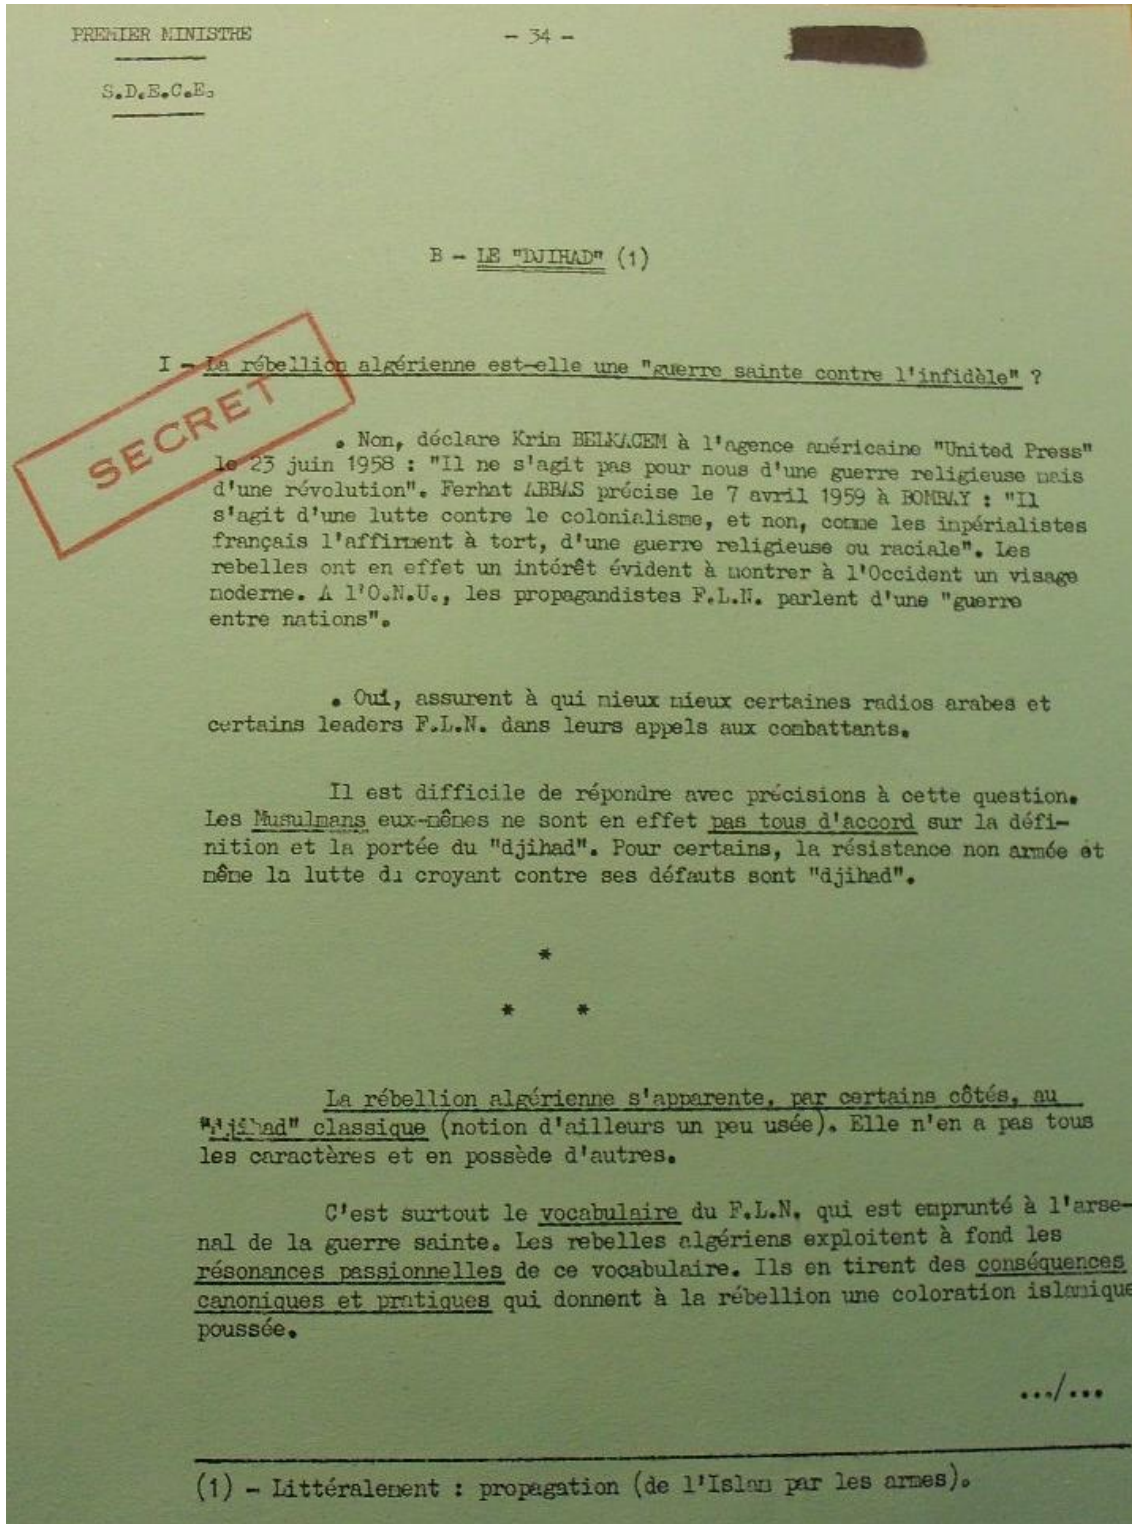 PREMIER MINISTRE
- 34 -
S.D.E.C.E.
B - LE "DJIHAD" (1)
I - La rébellion algérienne est-elle une "guerre sainte contre l'infidèle" ?
SECRET
. Non, déclare Krim BELKACEM à l'agence américaine "United Press"
le 23 juin 1958 : "Il ne s'agit pas pour nous d'une guerre religieuse mais
d'une révolution". Ferhat ABBAS précise le 7 avril 1959 à BOMBAY : "Il
s'agit d'une lutte contre le colonialisme, et non, comme les impérialistes
français l'affirment à tort, d'une guerre religieuse ou raciale". Les
rebelles ont en effet un intérêt évident à montrer à l'Occident un visage
moderne. A l'O.N.U., les propagandistes F.L.N. parlent d'une "guerre
entre nations".
. Oui, assurent à qui mieux mieux certaines radios arabes et
certains leaders F.L.N. dans leurs appels aux combattants.
Il est difficile de répondre avec précisions à cette question.
Les Musulmans eux-mêmes ne sont en effet pas tous d'accord sur la défi-
nition et la portée du "djihad". Pour certains, la résistance non armée et
même la lutte du croyant contre ses défauts sont "djihad".
*
* *
La rébellion algérienne s'apparente, par certains côtés, au
"djihad" classique (notion d'ailleurs un peu usée). Elle n'en a pas tous
les caractères et en possède d'autres.
C'est surtout le vocabulaire du F.L.N. qui est emprunté à l'arse-
nal de la guerre sainte. Les rebelles algériens exploitent à fond les
résonances passionnelles de ce vocabulaire. Ils en tirent des conséquences
canoniques et pratiques qui donnent à la rébellion une coloration islamique
poussée.
.../...
(1) - Littéralement : propagation (de l'Islam par les armes).